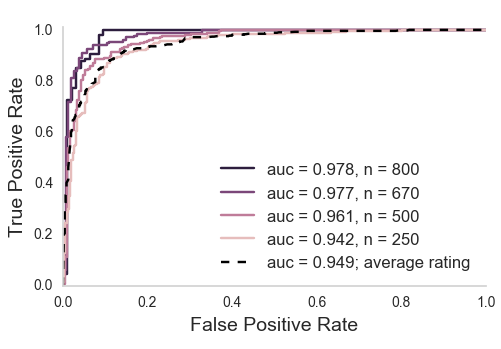 1.0
0.8
0.6
0.4
0.2
0.0
True Positive Rate
auc = 0.978, n = 800
auc = 0.977, n = 670
auc = 0.961, n = 500
auc = 0.942, n = 250
auc = 0.949; average rating
0.0 0.2 0.4 0.6 0.8 1.0
False Positive Rate